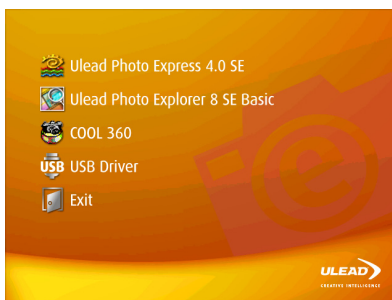 Ulead Photo Express 4.0 SE
Ulead Photo Explorer 8 SE Basic
COOL 360
USB USB Driver
Exit
ULEAD
CREATIVE INTELLIGENCE